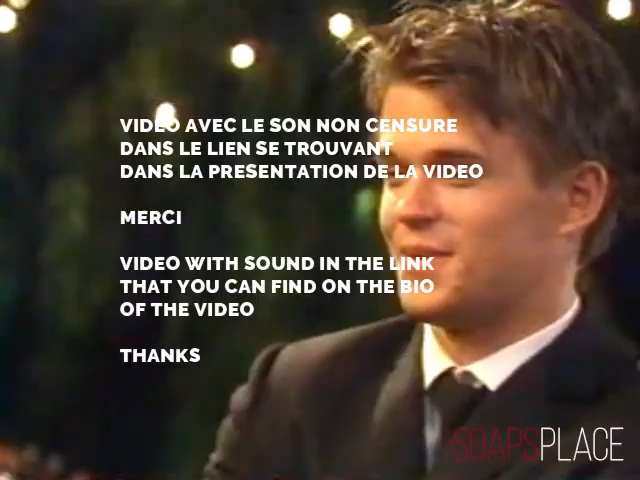 VIDEO AVEC LE SON NON CENSURE
DANS LE LIEN SE TROUVANT
DANS LA PRESENTATION DE LA VIDEO
MERCI
VIDEO WITH SOUND IN THE LINK
THAT YOU CAN FIND ON THE BIO
OF THE VIDEO
THANKS
SOAPSPLACE